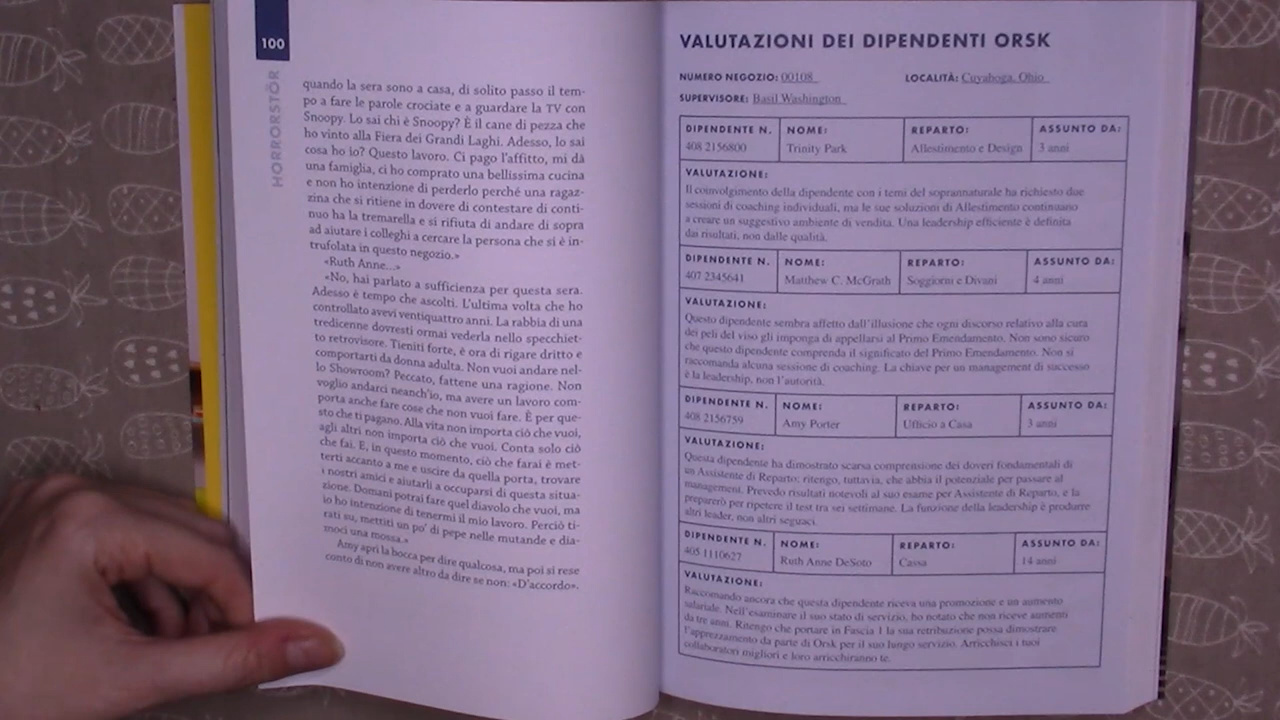 100
HORRORSTÖR
quando la sera sono a casa, di solito passo il tem-
po a fare le parole crociate e a guardare la TV con
Snoopy. Lo sai chi è Snoopy? È il cane di pezza che
ho vinto alla Fiera dei Grandi Laghi. Adesso, lo sai
cosa ho io? Questo lavoro. Ci pago l'affitto, mi dà
una famiglia, ci ho comprato una bellissima cucina
e non ho intenzione di perderlo perché una ragaz-
zina che si ritiene in dovere di contestare di conti-
nuo ha la tremarella e si rifiuta di andare di sopra
ad aiutare i colleghi a cercare la persona che si è in-
trufolata in questo negozio.»
«Ruth Anne...»
«No, hai parlato a sufficienza per questa sera.
Adesso è tempo che ascolti. L'ultima volta che ho
controllato avevi ventiquattro anni. La rabbia di una
tredicenne dovresti ormai vederla nello specchiet-
to retrovisore. Tieniti forte, è ora di rigare dritto e
comportarti da donna adulta. Non vuoi andare nel-
lo Showroom? Peccato, fattene una ragione. Non
voglio andarci neanch'io, ma avere un lavoro com-
porta anche fare cose che non vuoi fare. È per que-
sto che ti pagano. Alla vita non importa ciò che vuoi,
agli altri non importa ciò che vuoi. Conta solo ciò
che fai. E, in questo momento, ciò che farai è met-
terti accanto a me e uscire da quella porta, trovare
i nostri amici e aiutarli a occuparsi di questa situa-
zione. Domani potrai fare quel diavolo che vuoi, ma
io ho intenzione di tenermi il mio lavoro. Perciò ti-
rati su, mettiti un po' di pepe nelle mutande e dia-
moci una mossa.»
Amy aprì la bocca per dire qualcosa, ma poi si rese
conto di non avere altro da dire se non: «D'accordo».
VALUTAZIONI DEI DIPENDENTI ORSK
NUMERO NEGOZIO: 00108 LOCALITÀ: Cuyahoga, Ohio
SUPERVISORE: Basil Washington
DIPENDENTE N. NOME: REPARTO: ASSUNTO DA:
408 2156800 Trinity Park Allestimento e Design 3 anni
VALUTAZIONE:
Il coinvolgimento della dipendente con i temi del soprannaturale ha richiesto due
sessioni di coaching individuali, ma le sue soluzioni di Allestimento continuano
a creare un suggestivo ambiente di vendita. Una leadership efficiente è definita
dai risultati, non dalle qualità.
DIPENDENTE N. NOME: REPARTO: ASSUNTO DA:
407 2345641 Matthew C. McGrath Soggiorni e Divani 4 anni
VALUTAZIONE:
Questo dipendente sembra affetto dall'illusione che ogni discorso relativo alla cura
dei peli del viso gli imponga di appellarsi al Primo Emendamento. Non sono sicuro
che questo dipendente comprenda il significato del Primo Emendamento. Non si
raccomanda alcuna sessione di coaching. La chiave per un management di successo
è la leadership, non l'autorità.
DIPENDENTE N. NOME: REPARTO: ASSUNTO DA:
408 2156759 Amy Porter Ufficio a Casa 3 anni
VALUTAZIONE:
Questa dipendente ha dimostrato scarsa comprensione dei doveri fondamentali di
un Assistente di Reparto; ritengo, tuttavia, che abbia il potenziale per passare al
management. Prevedo risultati notevoli al suo esame per Assistente di Reparto, e la
preparerò per ripetere il test tra sei settimane. La funzione della leadership è produrre
altri leader, non altri seguaci.
DIPENDENTE N. NOME: REPARTO: ASSUNTO DA:
405 1110627 Ruth Anne DeSoto Cassa 14 anni
VALUTAZIONE:
Raccomando ancora che questa dipendente riceva una promozione e un aumento
salariale. Nell'esaminare il suo stato di servizio, ho notato che non riceve aumenti
da tre anni. Ritengo che portare in Fascia 1 la sua retribuzione possa dimostrare
l'apprezzamento da parte di Orsk per il suo lungo servizio. Arricchisci i tuoi
collaboratori migliori e loro arricchiranno te.